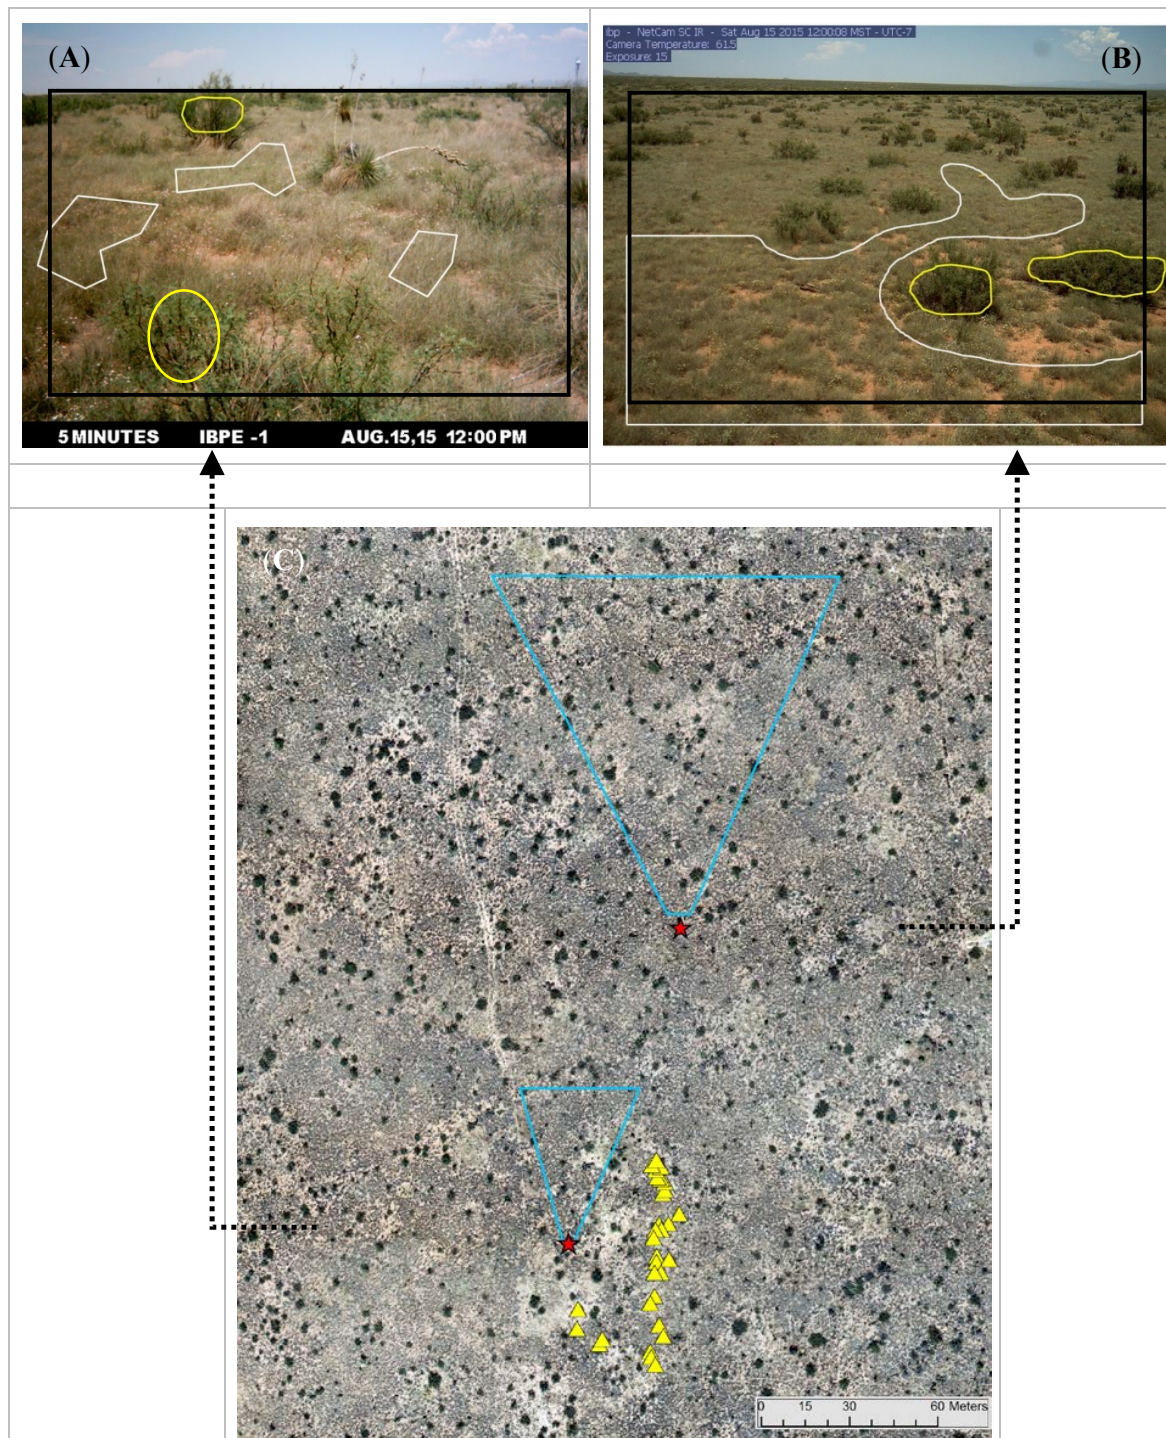 (A)
ibp - NetCam SC IR - Sat Aug 15 2015 12:00:08 MST - UTC-7
Camera Temperature: 61.5
Exposure: 15
(B)
5 MINUTES IBPE -1 AUG.15,15 12:00 PM
(C)
0 15 30 60 Meters